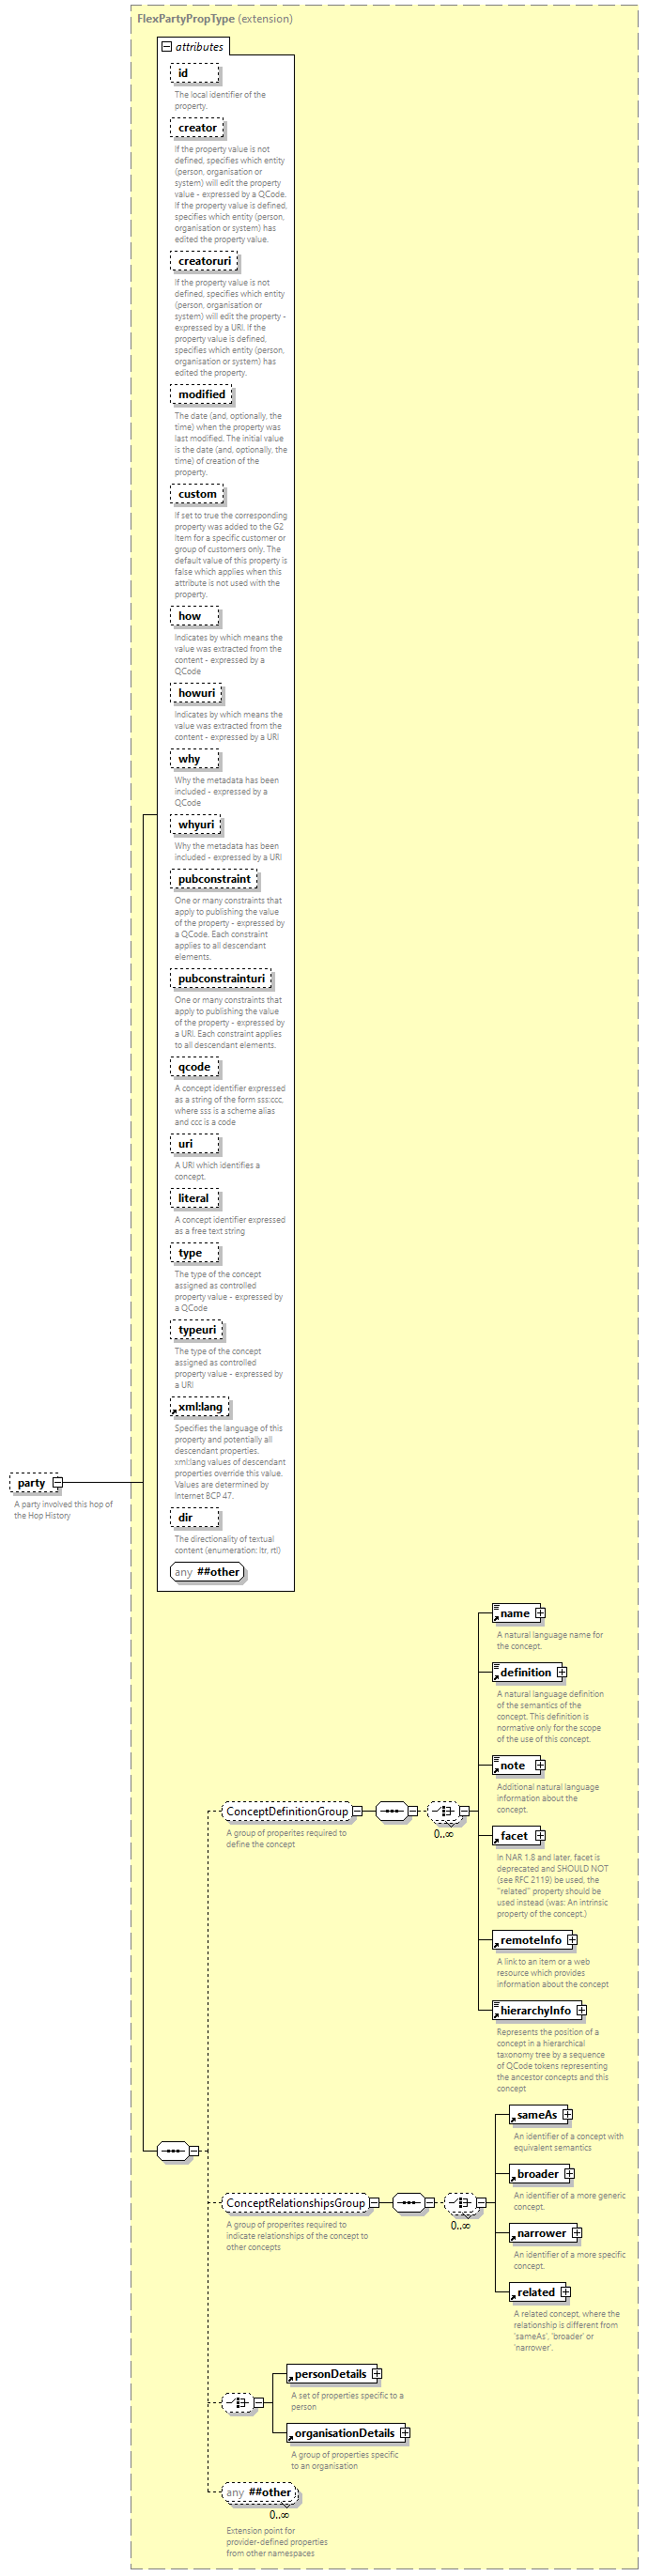 FlexPartyPropType (extension)
attributes
id
The local identifier of the
property.
creator
If the property value is not
defined, specifies which entity
(person, organisation or
system) will edit the property
value - expressed by a QCode.
If the property value is defined,
specifies which entity (person,
organisation or system) has
edited the property value.
creatoruri
If the property value is not
defined, specifies which entity
(person, organisation or
system) will edit the property -
expressed by a URI. If the
property value is defined,
specifies which entity (person,
organisation or system) has
edited the property.
modified
The date (and, optionally, the
time) when the property was
last modified. The initial value
is the date (and, optionally, the
time) of creation of the
property.
custom
If set to true the corresponding
property was added to the G2
Item for a specific customer or
group of customers only. The
default value of this property is
false which applies when this
attribute is not used with the
property.
how
Indicates by which means the
value was extracted from the
content - expressed by a
QCode
howuri
Indicates by which means the
value was extracted from the
content - expressed by a URI
why
Why the metadata has been
included - expressed by a
QCode
whyuri
Why the metadata has been
included - expressed by a URI
pubconstraint
One or many constraints that
apply to publishing the value
of the property - expressed by
a QCode. Each constraint
applies to all descendant
elements.
pubconstrainturi
One or many constraints that
apply to publishing the value
of the property - expressed by
a URI. Each constraint applies
to all descendant elements.
qcode
A concept identifier expressed
as a string of the form sss:ccc,
where sss is a scheme alias
and ccc is a code
uri
A URI which identifies a
concept.
literal
A concept identifier expressed
as a free text string
type
The type of the concept
assigned as controlled
property value - expressed by
a QCode
typeuri
The type of the concept
assigned as controlled
property value - expressed by
a URI
xml:lang
Specifies the language of this
property and potentially all
descendant properties.
xml:lang values of descendant
properties override this value.
Values are determined by
Internet BCP 47.
dir
The directionality of textual
content (enumeration: ltr, rtl)
any ##other
party
A party involved this hop of
the Hop History
ConceptDefinitionGroup
0..∞
A group of properites required to
define the concept
name
A natural language name for
the concept.
definition
A natural language definition
of the semantics of the
concept. This definition is
normative only for the scope
of the use of this concept.
note
Additional natural language
information about the
concept.
facet
In NAR 1.8 and later, facet is
deprecated and SHOULD NOT
(see RFC 2119) be used, the
"related" property should be
used instead (was: An intrinsic
property of the concept.)
remoteInfo
A link to an item or a web
resource which provides
information about the concept
hierarchyInfo
Represents the position of a
concept in a hierarchical
taxonomy tree by a sequence
of QCode tokens representing
the ancestor concepts and this
concept
ConceptRelationshipsGroup
0..∞
A group of properites required to
indicate relationships of the concept to
other concepts
sameAs
An identifier of a concept with
equivalent semantics
broader
An identifier of a more generic
concept.
narrower
An identifier of a more specific
concept.
related
A related concept, where the
relationship is different from
'sameAs', 'broader' or
'narrower'.
personDetails
A set of properties specific to a
person
organisationDetails
A group of properties specific
to an organisation
any ##other
0..∞
Extension point for
provider-defined properties
from other namespaces